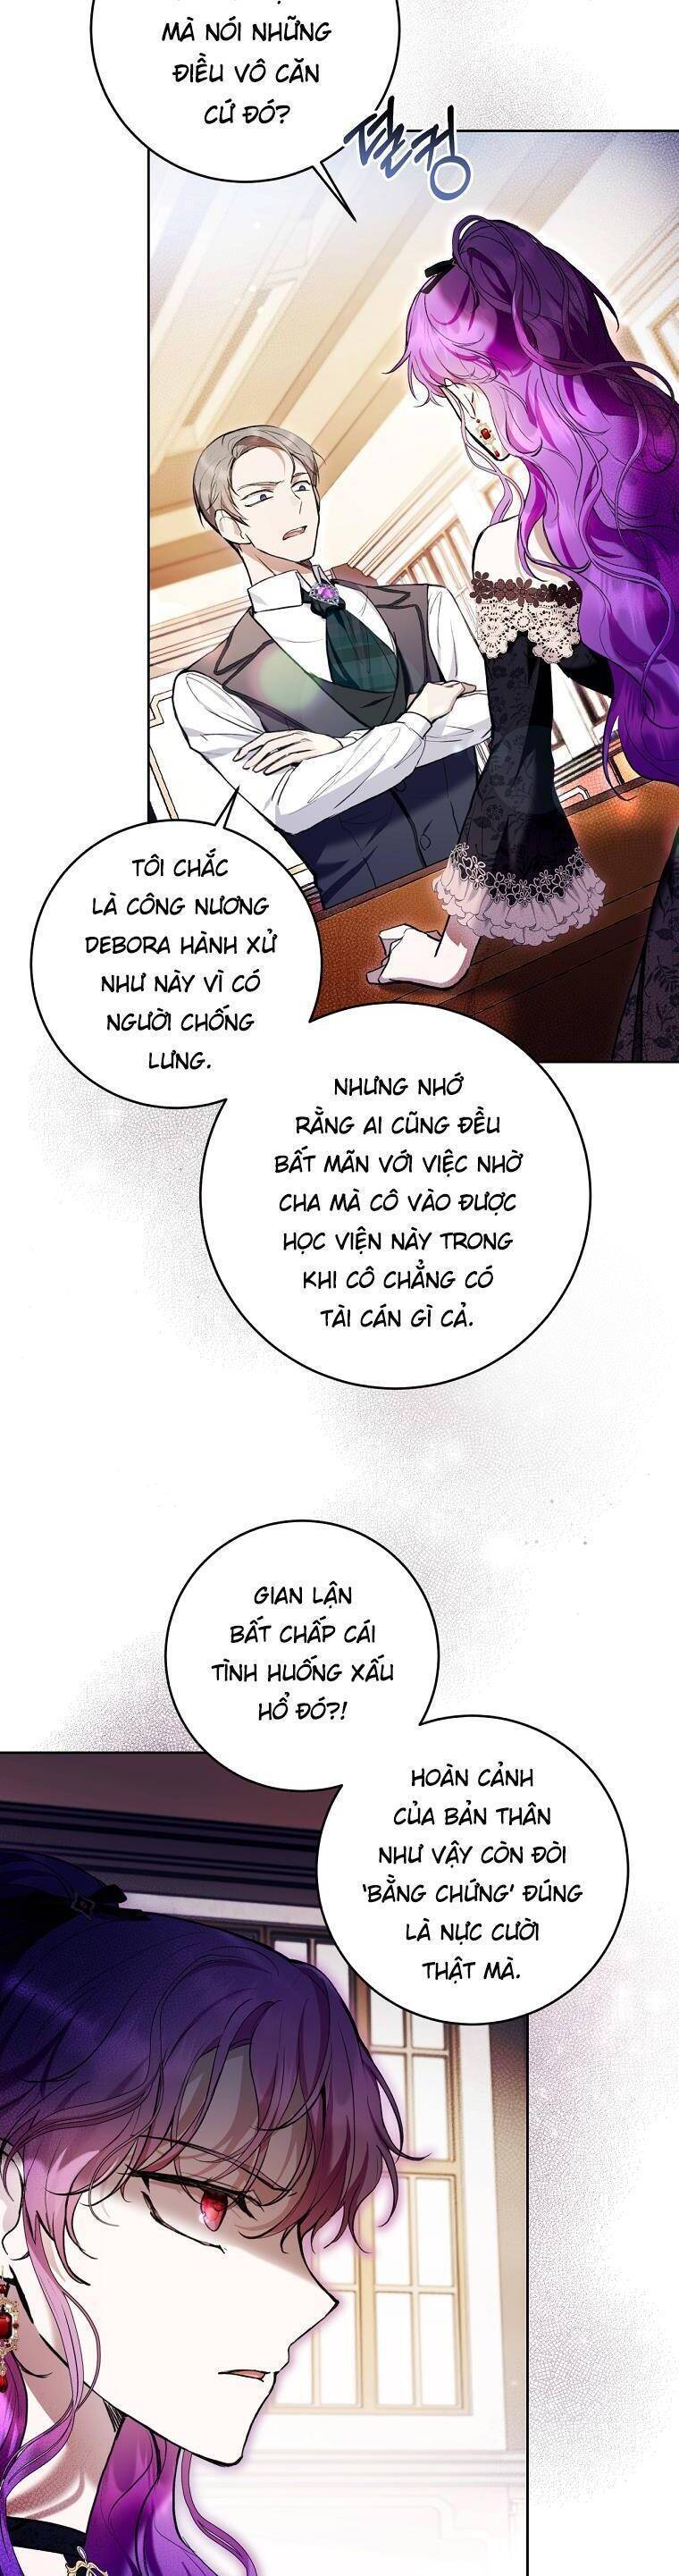 MÀ NÓI NHỮNG
ĐIỀU VÔ CĂN
CỨ ĐÓ?
덜컹
TÔI CHẮC
LÀ CÔNG NƯƠNG
DEBORA HÀNH XỬ
NHƯ NÀY VÌ CÓ
NGƯỜI CHỐNG
LƯNG.
NHƯNG NHỚ
RẰNG AI CŨNG ĐỀU
BẤT MÃN VỚI VIỆC NHỜ
CHA MÀ CÔ VÀO ĐƯỢC
HỌC VIỆN NÀY TRONG
KHI CÔ CHẲNG CÓ
TÀI CÁN GÌ CẢ.
GIAN LẬN
BẤT CHẤP CÁI
TÌNH HUỐNG XẤU
HỔ ĐÓ?!
HOÀN CẢNH
CỦA BẢN THÂN
NHƯ VẬY CÒN ĐÒI
'BẰNG CHỨNG' ĐÚNG
LÀ NỰC CƯỜI
THẬT MÀ.